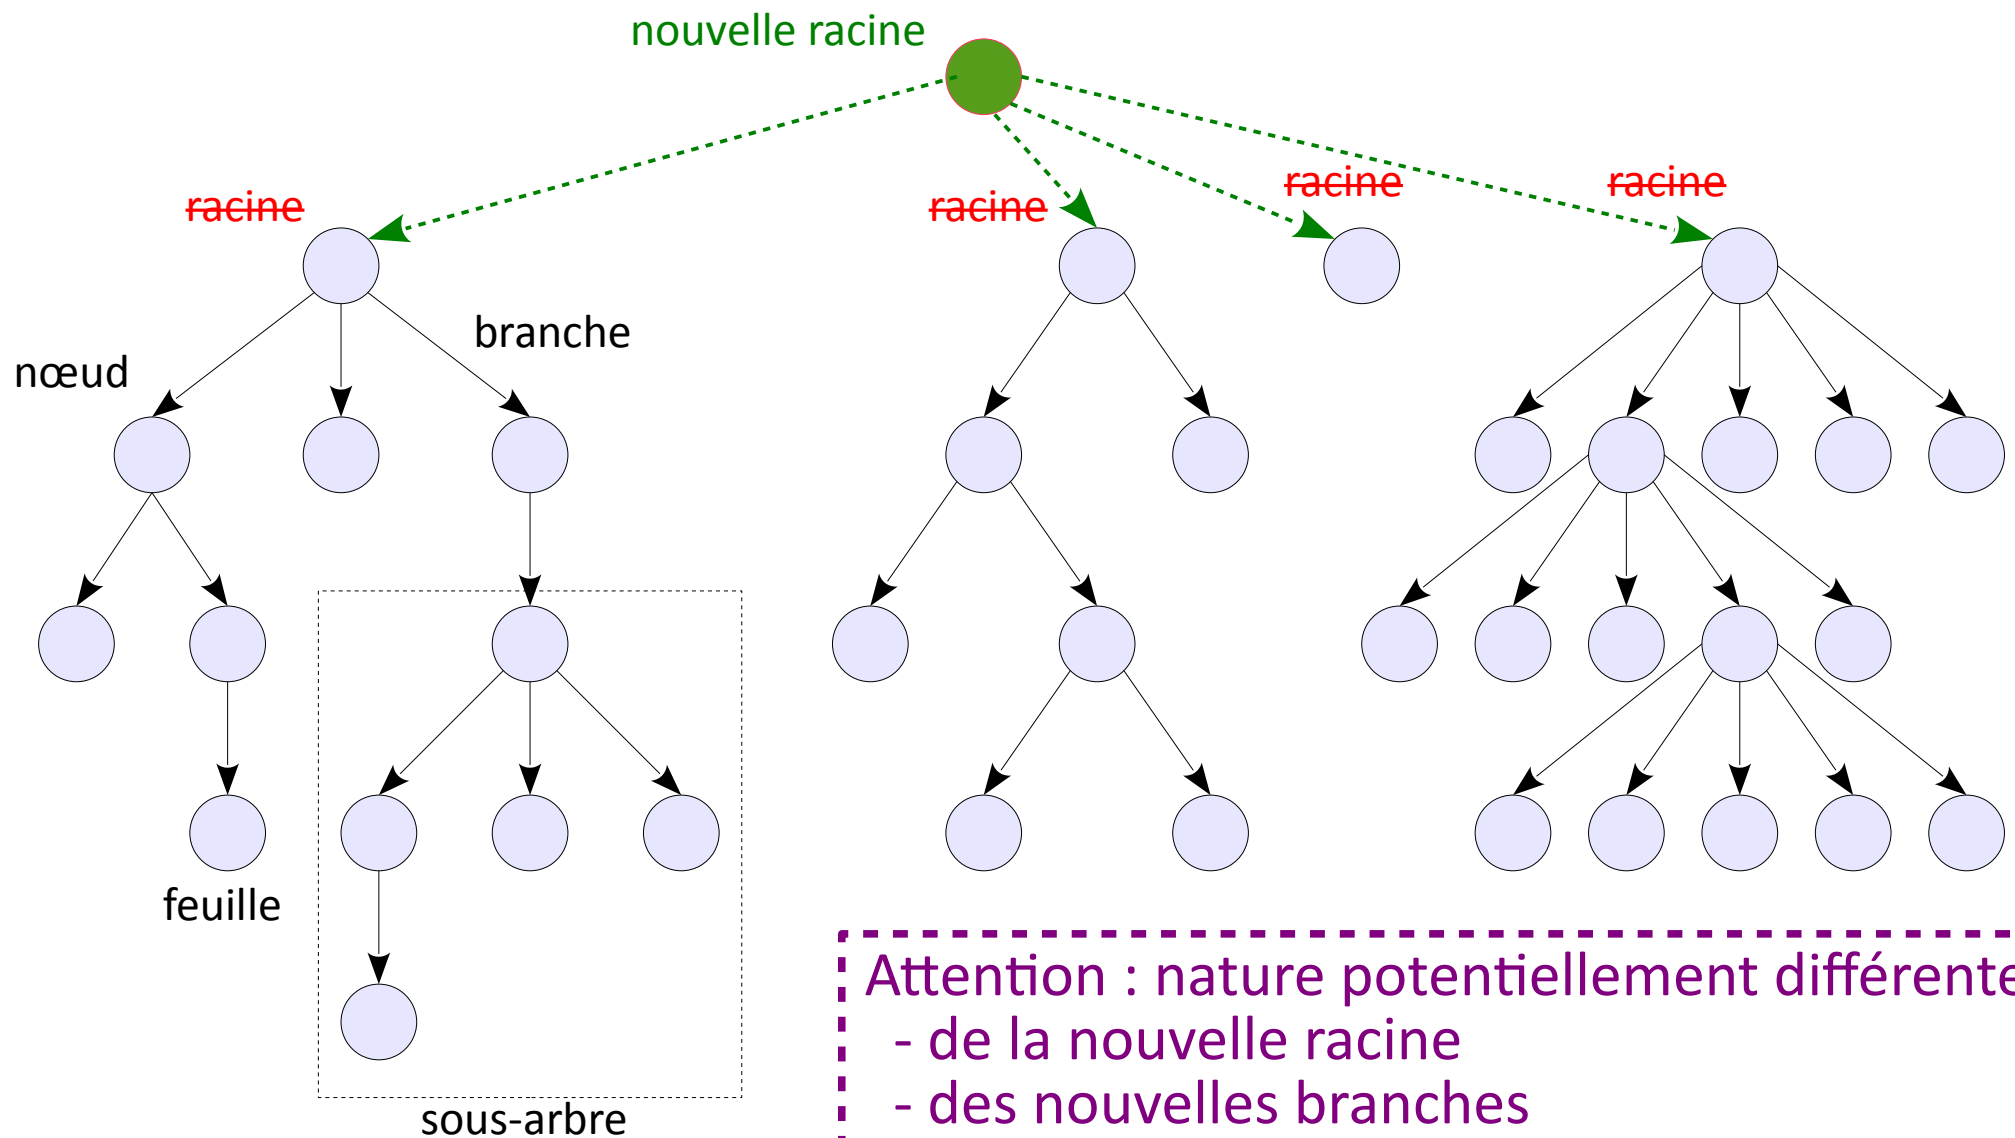 nouvelle racine
racine
racine
racine
racine
branche
nœud
feuille
Attention : nature potentiellement différente
- de la nouvelle racine
- des nouvelles branches
sous-arbre